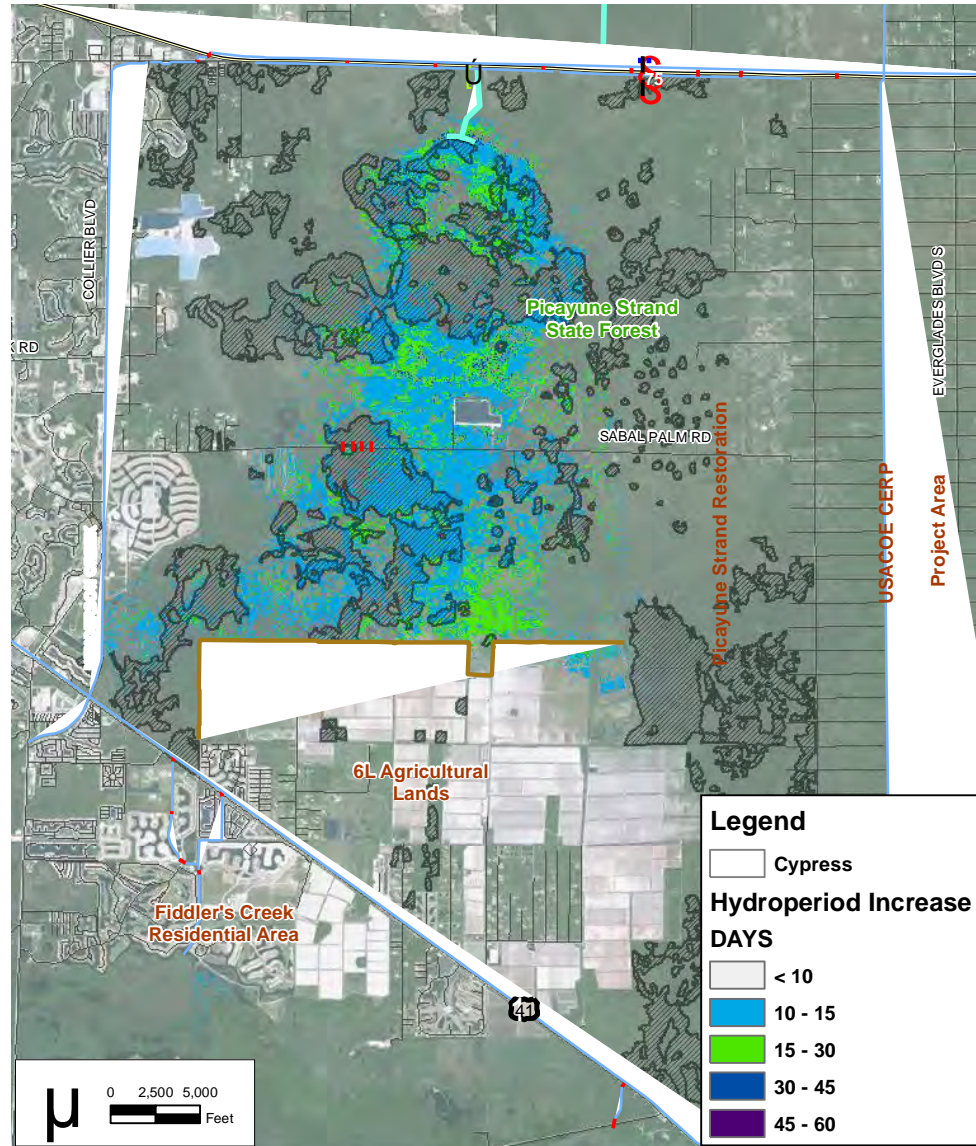 75
COLLIER BLVD
Picayune Strand
State Forest
EVERGLADES BLVD S
K RD
SABAL PALM RD
Picayune Strand Restoration
USACOE CERP
Project Area
6L Agricultural
Lands
Fiddler's Creek
Residential Area
41
Legend
Cypress
Hydroperiod Increase
DAYS
< 10
10 - 15
15 - 30
30 - 45
45 - 60
µ
0 2,500 5,000
Feet